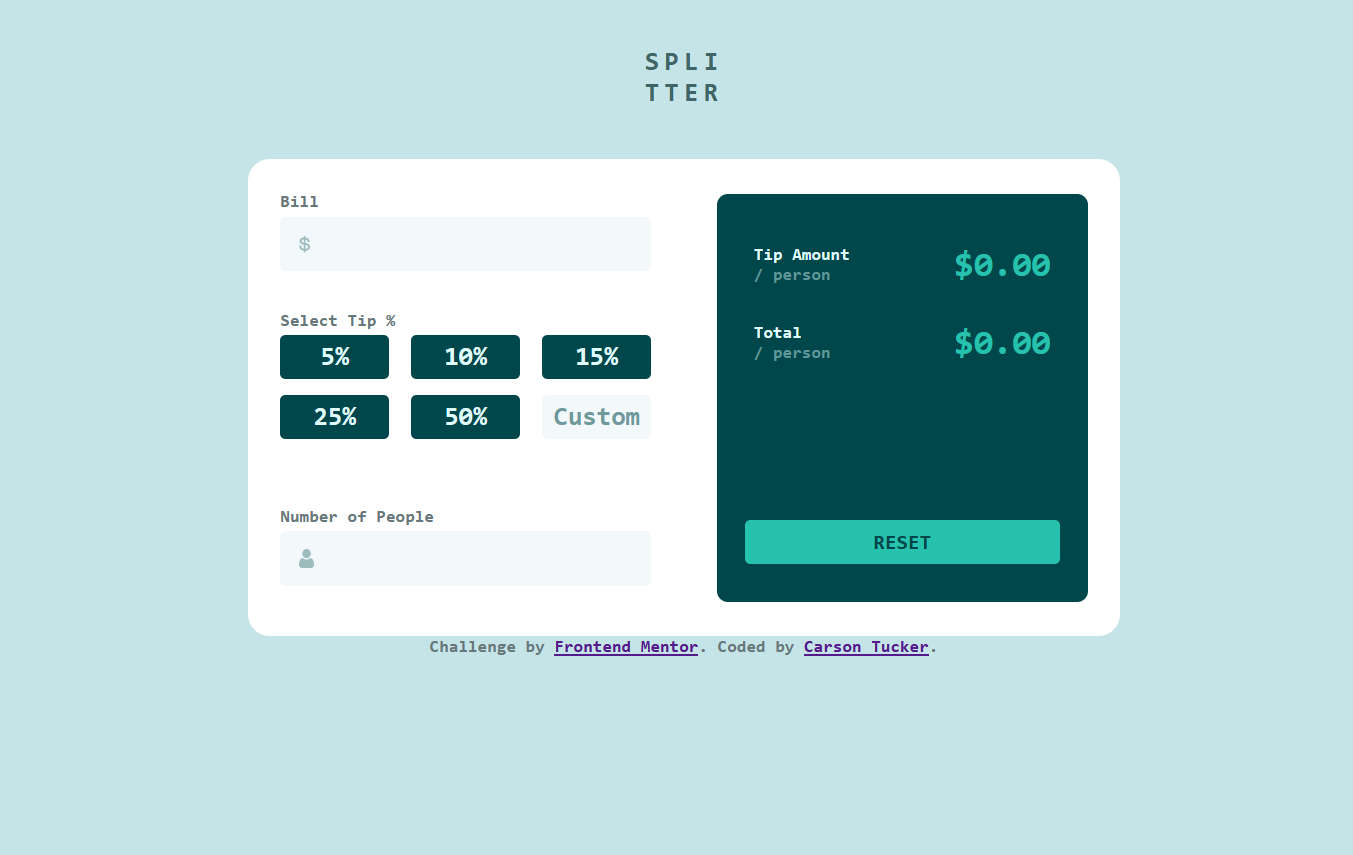 SPLI
TTER
Bill
$
Select Tip %
5% 10% 15%
25% 50% Custom
Number of People
Tip Amount
/ person
$0.00
Total
/ person
$0.00
RESET
Challenge by Frontend Mentor. Coded by Carson Tucker.